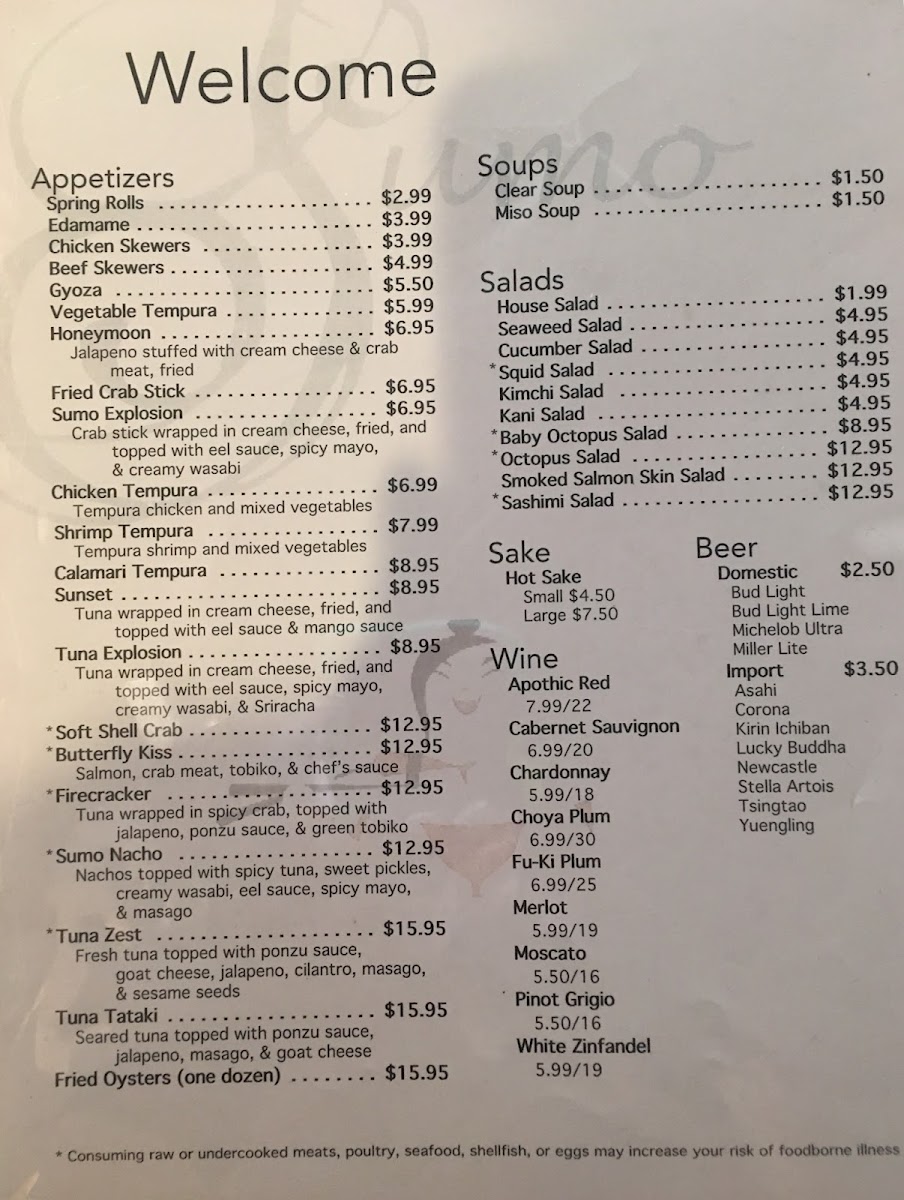 Sumo
Welcome
Appetizers
Spring Rolls .................... $2.99
Edamame ...................... $3.99
Chicken Skewers ................ $3.99
Beef Skewers ................... $4.99
Gyoza ........................ $5.50
Vegetable Tempura .............. $5.99
Honeymoon .................... $6.95
Jalapeno stuffed with cream cheese & crab
meat, fried
Fried Crab Stick ................. $6.95
Sumo Explosion ................. $6.95
Crab stick wrapped in cream cheese, fried, and
topped with eel sauce, spicy mayo,
& creamy wasabi
Chicken Tempura ................ $6.99
Tempura chicken and mixed vegetables
Shrimp Tempura ................ $7.99
Tempura shrimp and mixed vegetables
Calamari Tempura ............... $8.95
Sunset ........................ $8.95
Tuna wrapped in cream cheese, fried, and
topped with eel sauce & mango sauce
Tuna Explosion .................. $8.95
Tuna wrapped in cream cheese, fried, and
topped with eel sauce, spicy mayo,
creamy wasabi, & Sriracha
*Soft Shell Crab .................. $12.95
*Butterfly Kiss ................... $12.95
Salmon, crab meat, tobiko, & chef's sauce
*Firecracker .................... $12.95
Tuna wrapped in spicy crab, topped with
jalapeno, ponzu sauce, & green tobiko
*Sumo Nacho ................... $12.95
Nachos topped with spicy tuna, sweet pickles,
creamy wasabi, eel sauce, spicy mayo,
& masago
*Tuna Zest ..................... $15.95
Fresh tuna topped with ponzu sauce,
goat cheese, jalapeno, cilantro, masago,
& sesame seeds
Tuna Tataki .................... $15.95
Seared tuna topped with ponzu sauce,
jalapeno, masago, & goat cheese
Fried Oysters (one dozen) ........ $15.95
Soups
Clear Soup ..................... $1.50
Miso Soup ..................... $1.50
Salads
House Salad .................... $1.99
Seaweed Salad .................. $4.95
Cucumber Salad ................. $4.95
*Squid Salad .................... $4.95
Kimchi Salad ................... $4.95
Kani Salad ..................... $4.95
*Baby Octopus Salad .............. $8.95
*Octopus Salad .................. $12.95
Smoked Salmon Skin Salad ........ $12.95
*Sashimi Salad .................. $12.95
Sake
Hot Sake
Small $4.50
Large $7.50
Wine
Apothic Red
7.99/22
Cabernet Sauvignon
6.99/20
Chardonnay
5.99/18
Choya Plum
6.99/30
Fu-Ki Plum
6.99/25
Merlot
5.99/19
Moscato
5.50/16
Pinot Grigio
5.50/16
White Zinfandel
5.99/19
Beer
Domestic $2.50
Bud Light
Bud Light Lime
Michelob Ultra
Miller Lite
Import $3.50
Asahi
Corona
Kirin Ichiban
Lucky Buddha
Newcastle
Stella Artois
Tsingtao
Yuengling
* Consuming raw or undercooked meats, poultry, seafood, shellfish, or eggs may increase your risk of foodborne illness